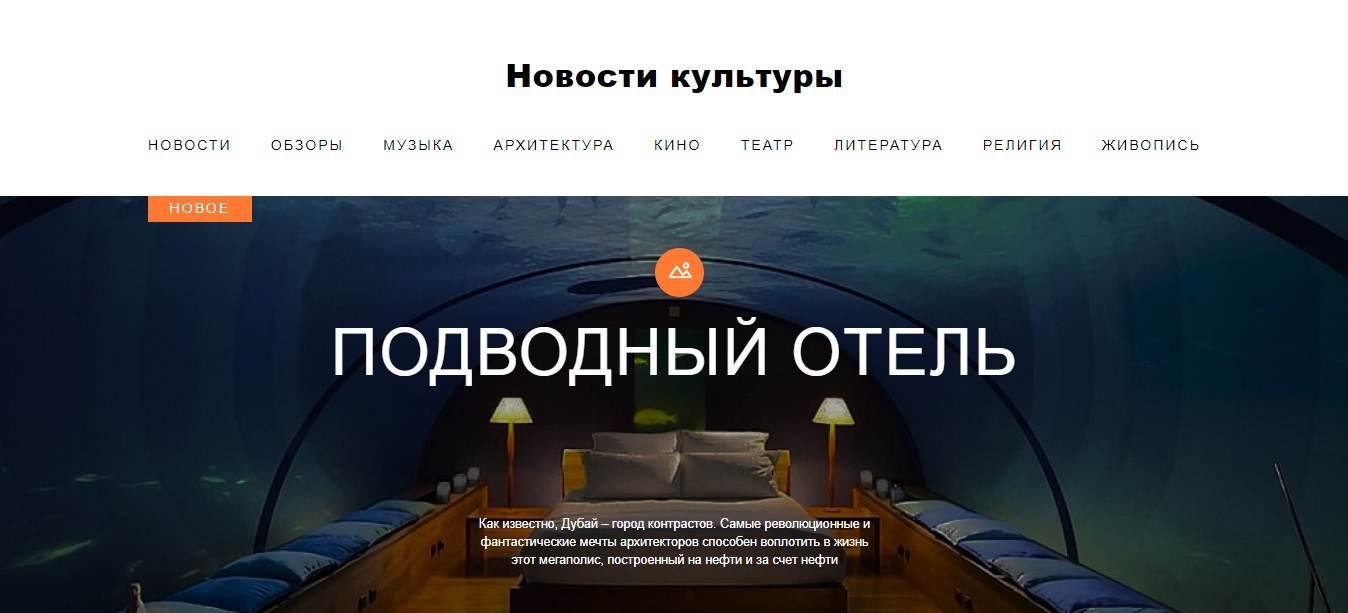 Новости культуры
НОВОСТИ ОБЗОРЫ МУЗЫКА АРХИТЕКТУРА КИНО ТЕАТР ЛИТЕРАТУРА РЕЛИГИЯ ЖИВОПИСЬ
НОВОЕ
ПОДВОДНЫЙ ОТЕЛЬ
Как известно, Дубай – город контрастов. Самые революционные и
фантастические мечты архитекторов способен воплотить в жизнь
этот мегаполис, построенный на нефти и за счет нефти